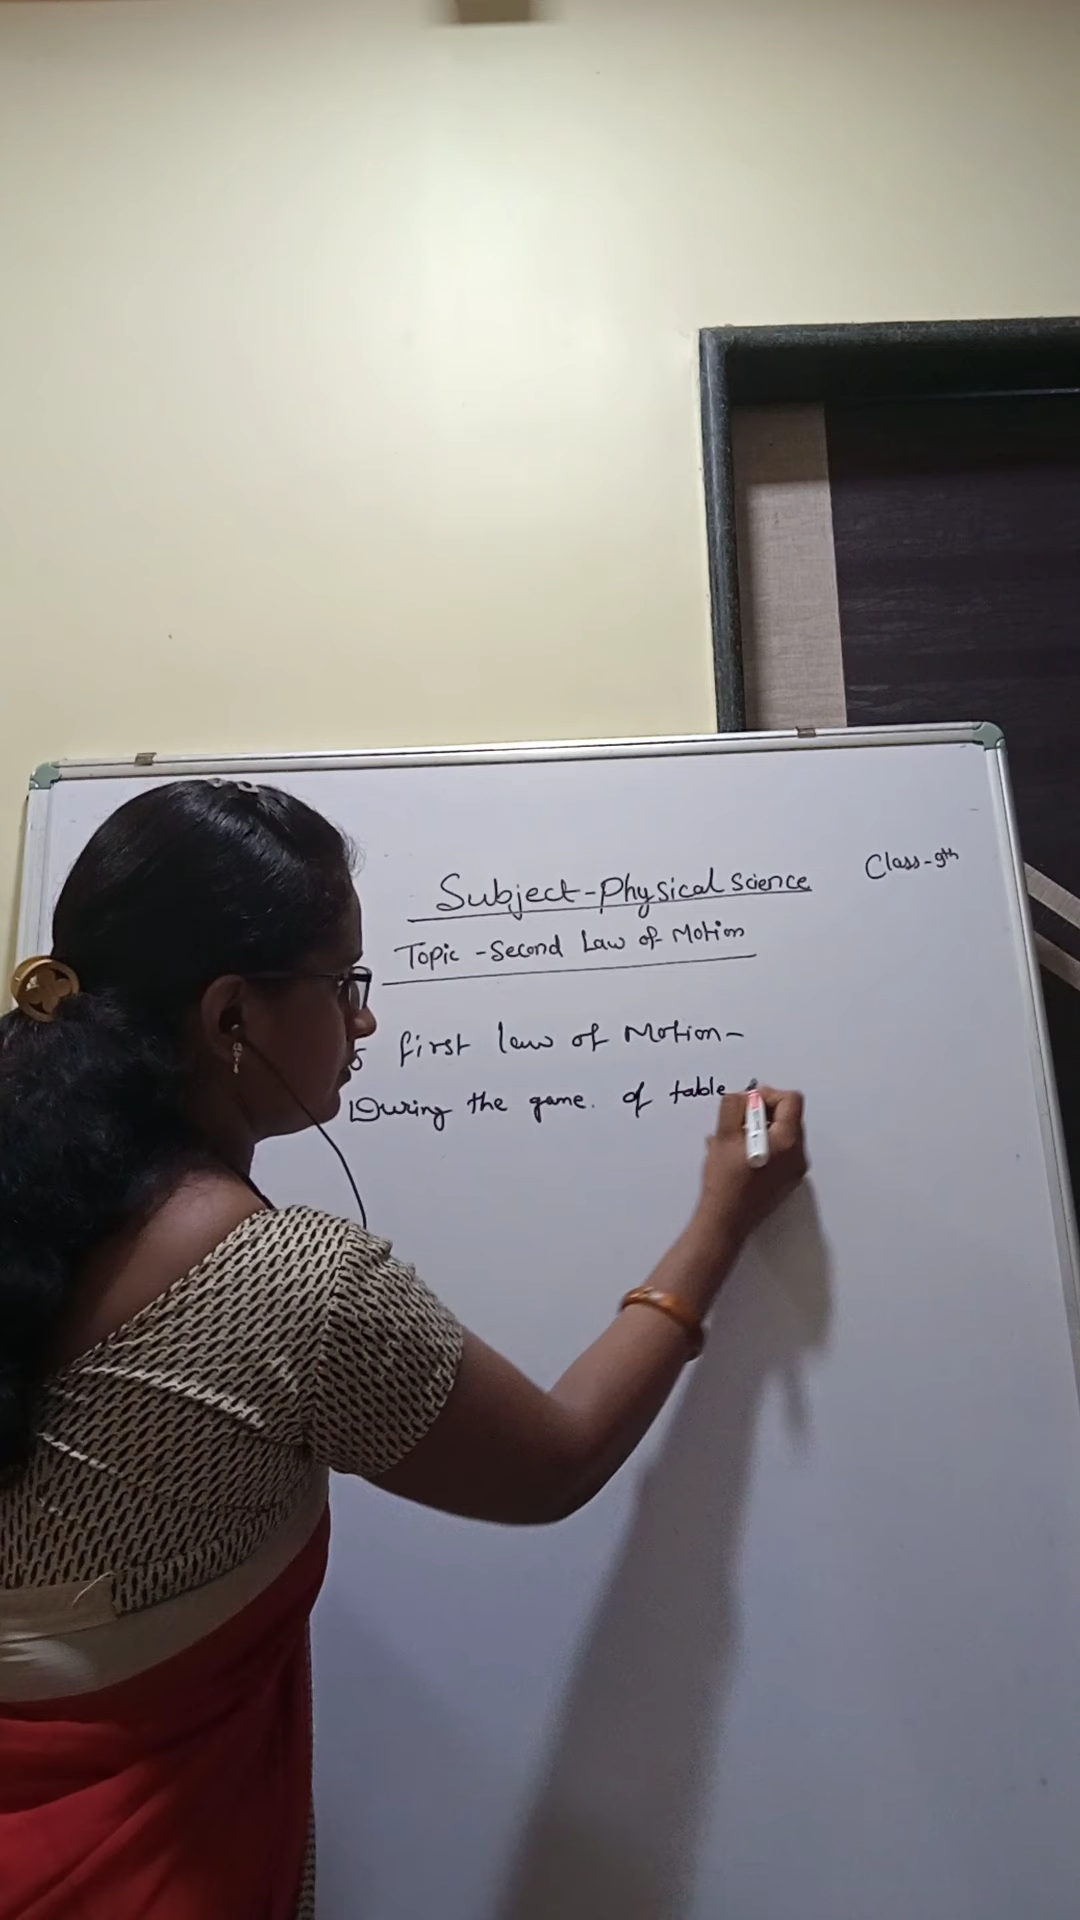 Class-9th
Subject-Physical Science
Topic -Second Law of Motion
first law of Motion-
During the game. of table